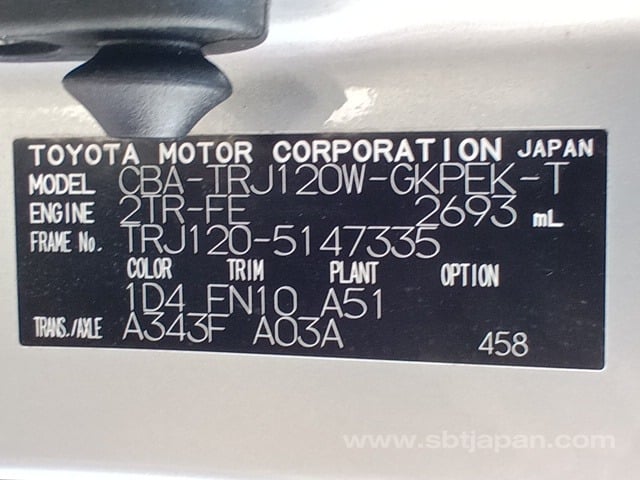 TOYOTA MOTOR CORPORATION JAPAN
MODEL CBA-TRJ120W-GKPEK-T
ENGINE 2TR-FE 2693 mL
FRAME No. TRJ120-5147335
COLOR TRIM PLANT OPTION
1D4 FN10 A51
TRANS./AXLE A343F A03A 458
www.sbtjapan.com